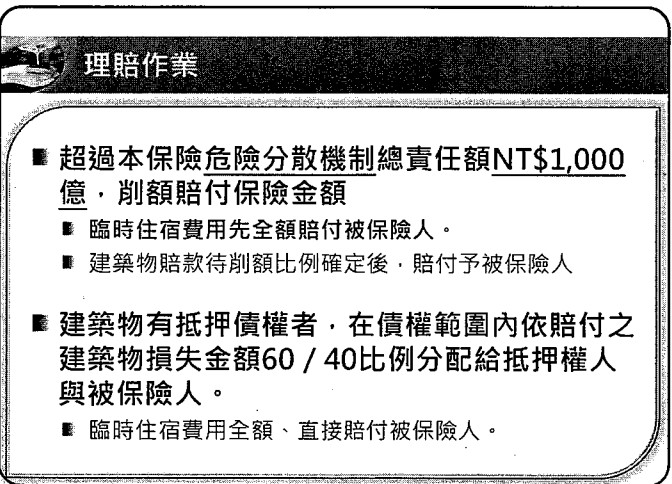 理賠作業
超過本保險危險分散機制總責任額NT$1,000
億，削額賠付保險金額
臨時住宿費用先全額賠付被保險人。
建築物賠款待削額比例確定後，賠付予被保險人
建築物有抵押債權者，在債權範圍內依賠付之
建築物損失金額60 / 40比例分配給抵押權人
與被保險人。
臨時住宿費用全額、直接賠付被保險人。